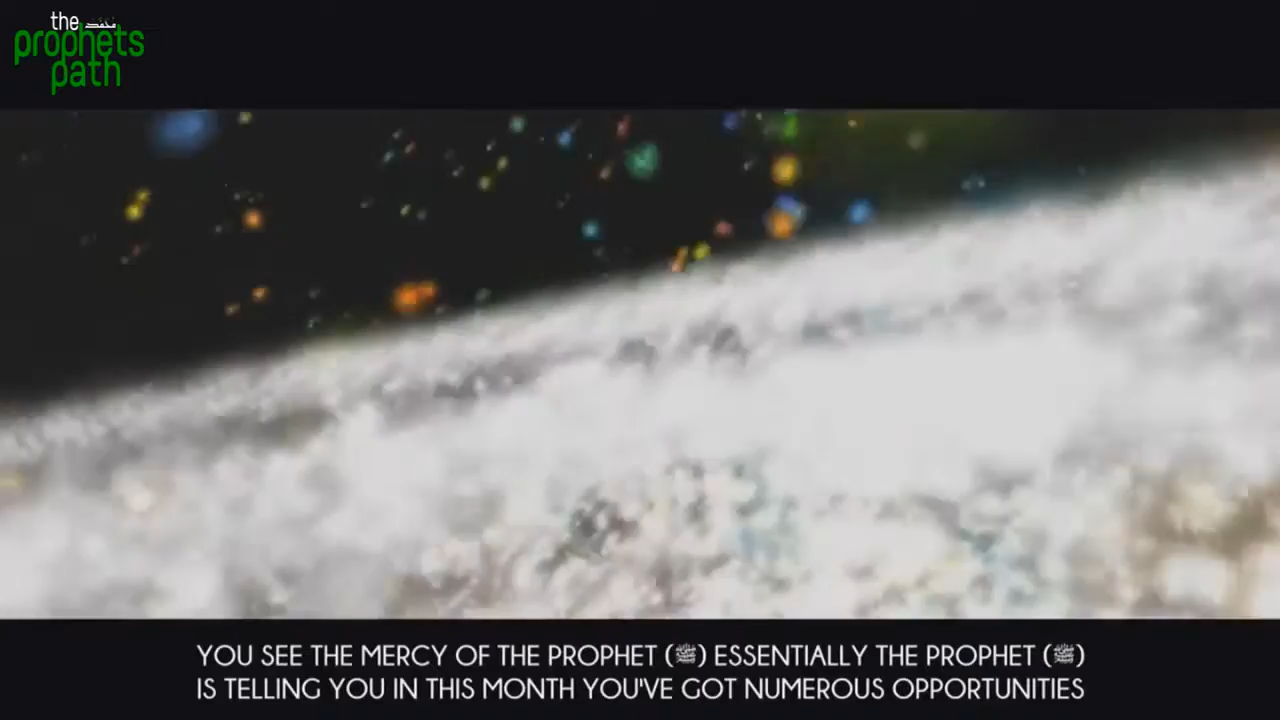 the محمد
prophets
path
YOU SEE THE MERCY OF THE PROPHET (ﷺ) ESSENTIALLY THE PROPHET (ﷺ)
IS TELLING YOU IN THIS MONTH YOU'VE GOT NUMEROUS OPPORTUNITIES